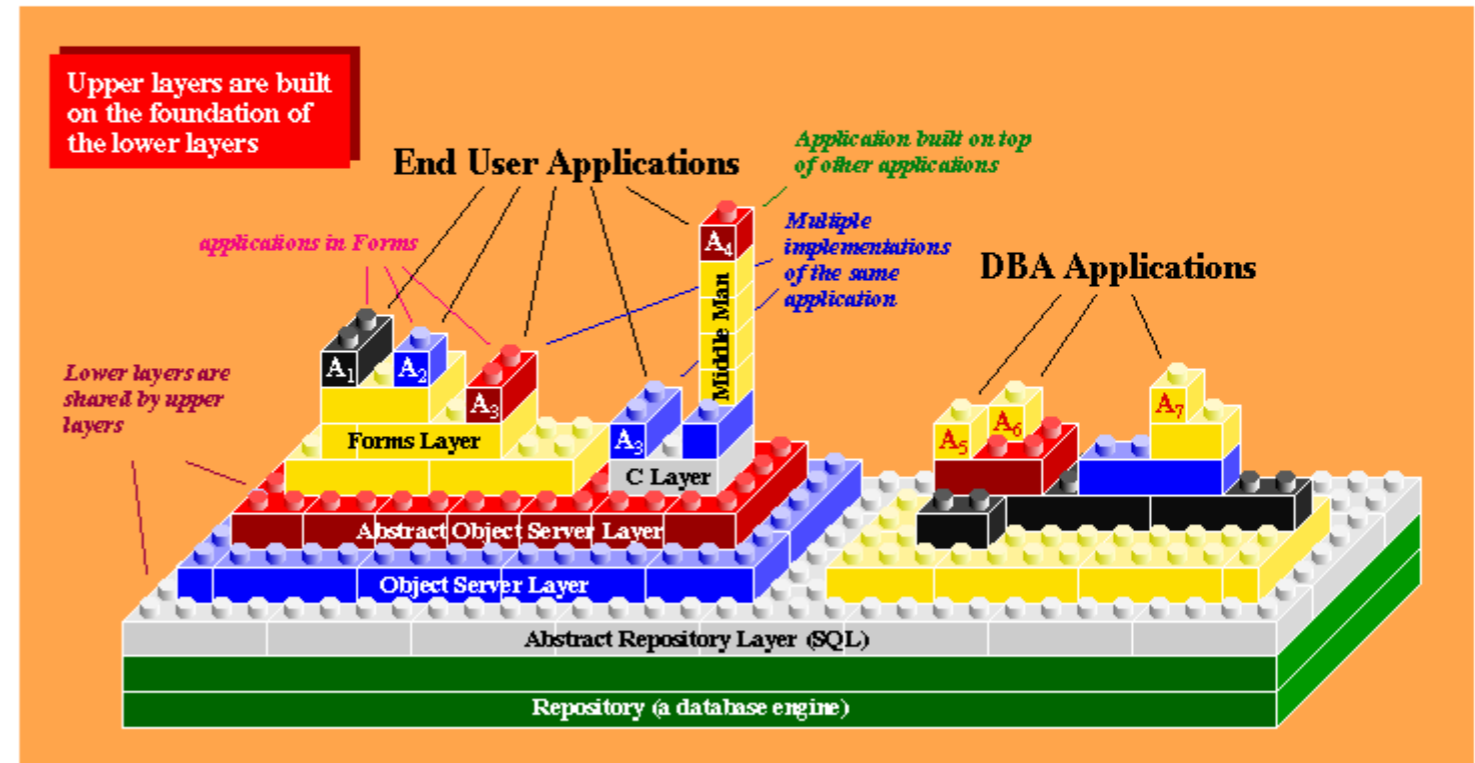 Upper layers are built
on the foundation of
the lower layers
End User Applications
Application built on top
of other applications
applications in Forms
Multiple
implementations
of the same
application
DBA Applications
Lower layers are
shared by upper
layers
A₁
A₂
A₃
A₄
Middle Man
A₃
A₅
A₆
A₇
Forms Layer
C Layer
Abstract Object Server Layer
Object Server Layer
Abstract Repository Layer (SQL)
Repository (a database engine)